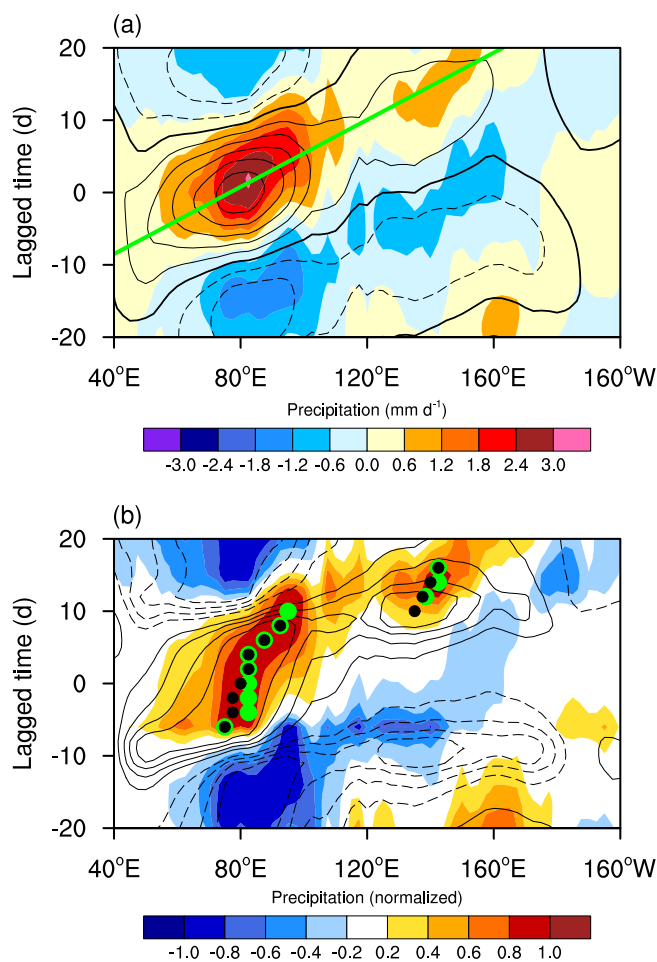 (a)
20
10
0
-10
-20
Lagged time (d)
40°E 80°E 120°E 160°E 160°W
Precipitation (mm d⁻¹)
-3.0 -2.4 -1.8 -1.2 -0.6 0.0 0.6 1.2 1.8 2.4 3.0
(b)
20
10
0
-10
-20
Lagged time (d)
40°E 80°E 120°E 160°E 160°W
Precipitation (normalized)
-1.0 -0.8 -0.6 -0.4 -0.2 0.2 0.4 0.6 0.8 1.0